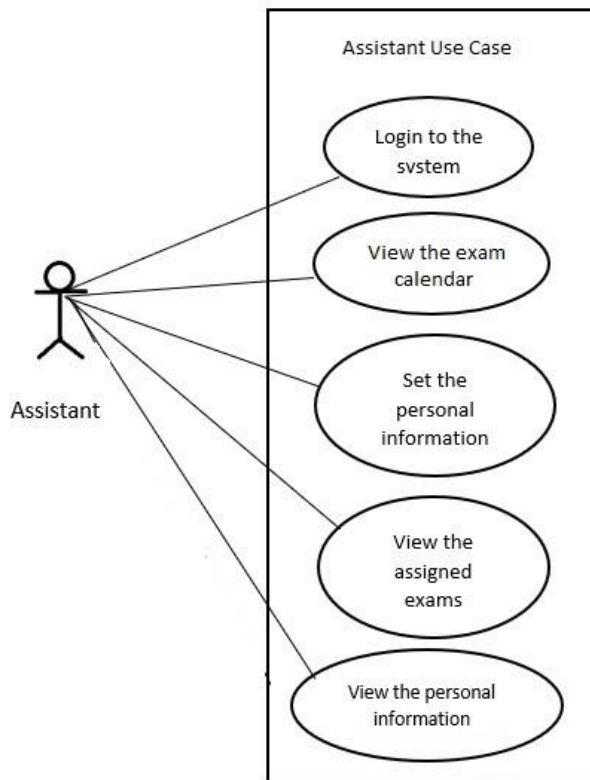 Assistant Use Case
Login to the
svstem
View the exam
calendar
Set the
personal
information
Assistant
View the
assigned
exams
View the personal
information